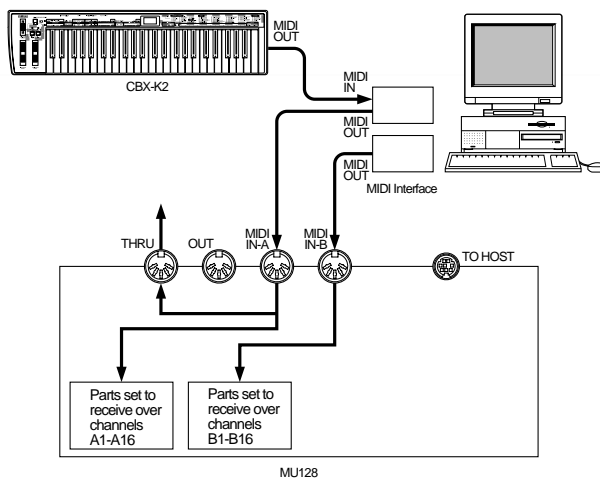 MIDI
OUT
CBX-K2
MIDI
IN
MIDI
OUT
MIDI
OUT
MIDI Interface
THRU
OUT
MIDI
IN-A
MIDI
IN-B
TO HOST
Parts set to
receive over
channels
A1-A16
Parts set to
receive over
channels
B1-B16
MU128